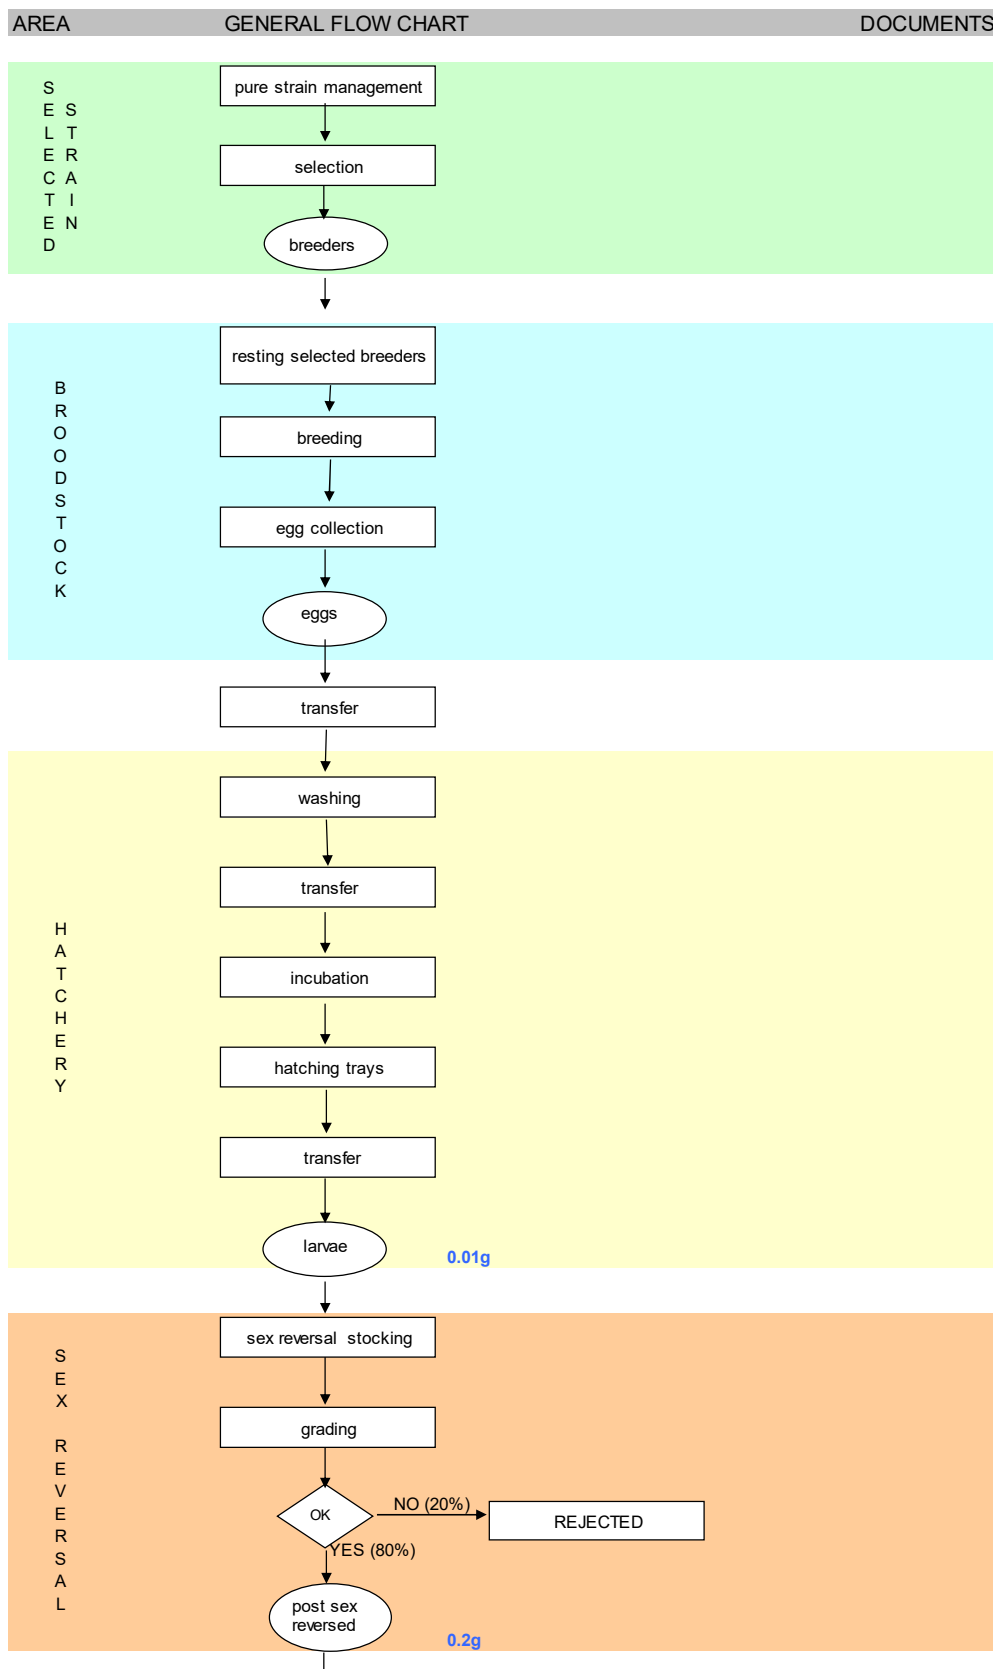 AREA GENERAL FLOW CHART DOCUMENTS
SELECTED
STRAIN
pure strain management
selection
breeders
BROODSTOCK
resting selected breeders
breeding
egg collection
eggs
transfer
HATCHERY
washing
transfer
incubation
hatching trays
transfer
larvae
0.01g
SEX REVERSAL
sex reversal stocking
grading
OK
NO (20%)
REJECTED
YES (80%)
post sex
reversed
0.2g